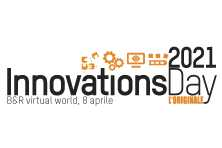 2021
InnovationsDay
B&R virtual world, 8 aprile
L'ORIGINALE